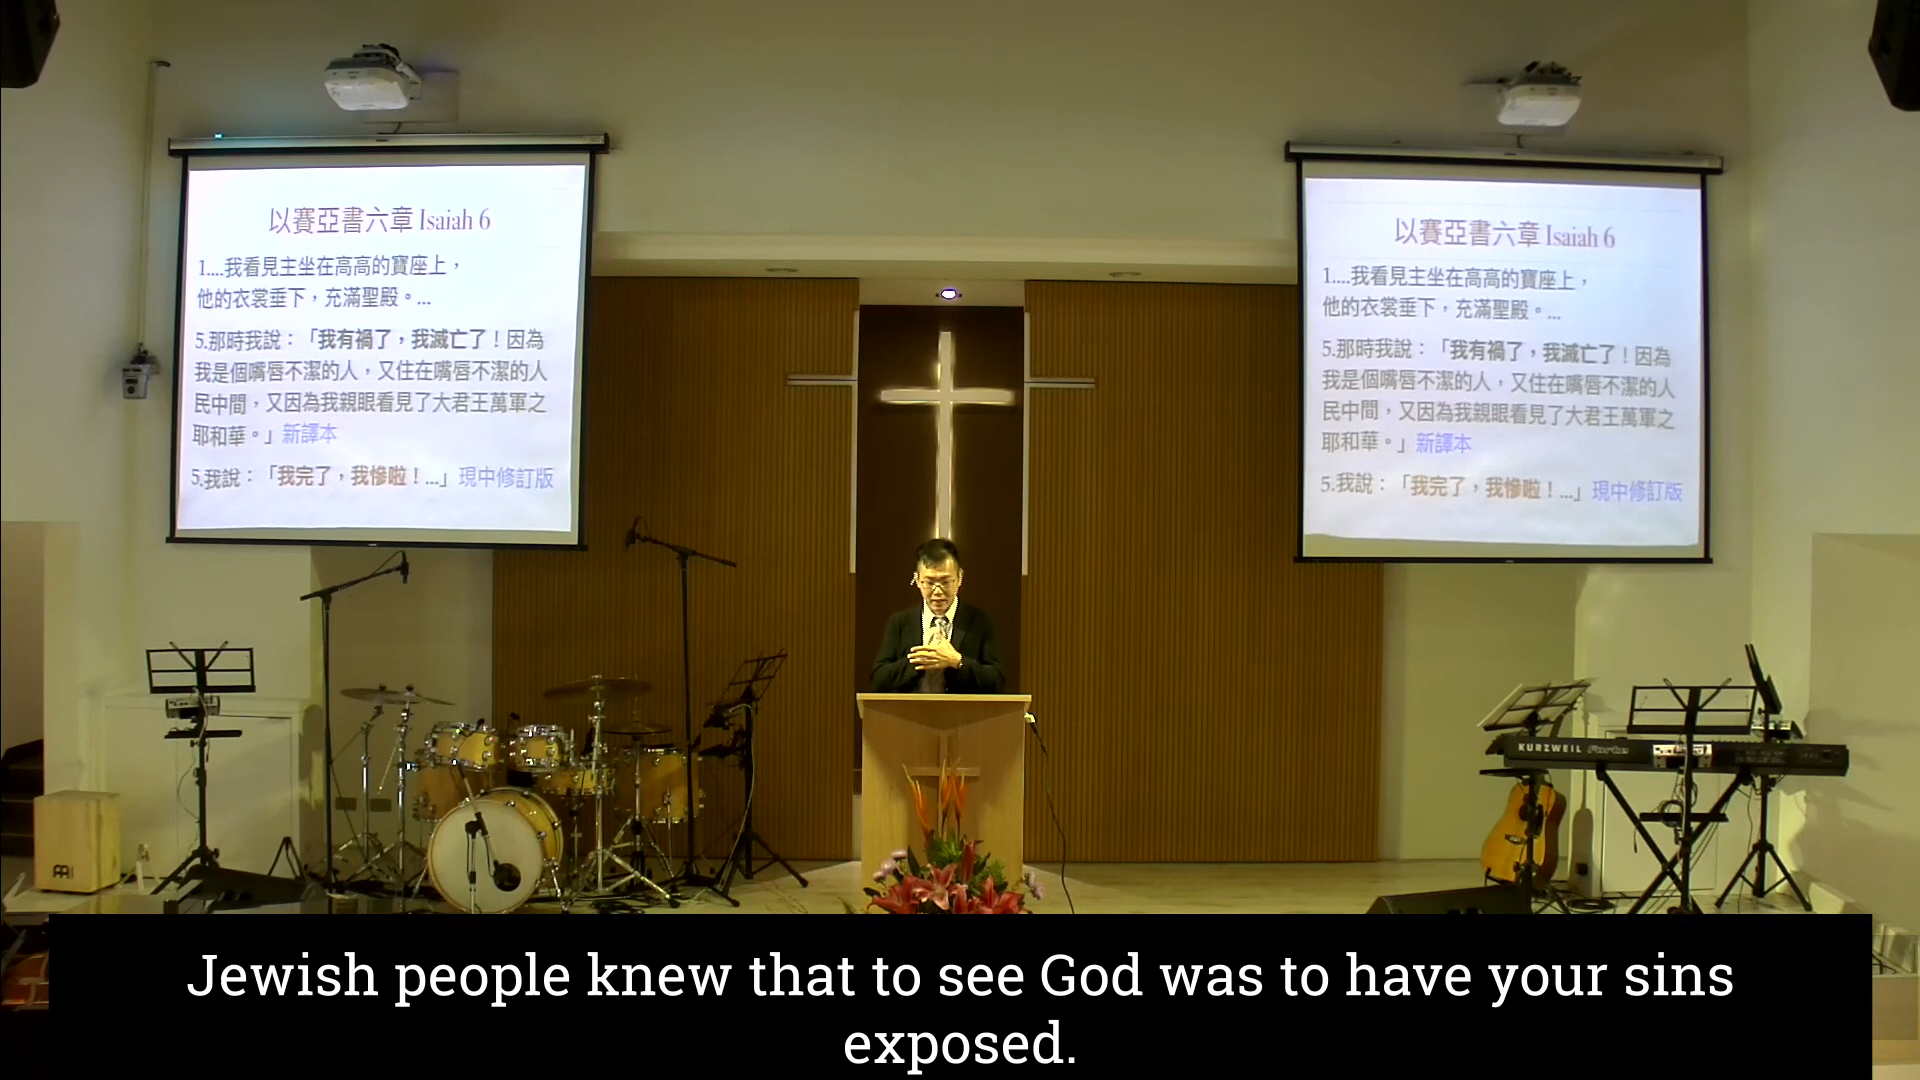 以賽亞書六章 Isaiah 6
1....我看見主坐在高高的寶座上，
他的衣裳垂下，充滿聖殿。...
5.那時我說：「我有禍了，我滅亡了！因為
我是個嘴唇不潔的人，又住在嘴唇不潔的人
民中間，又因為我親眼看見了大君王萬軍之
耶和華。」新譯本
5.我說：「我完了，我慘啦！...」現中修訂版
以賽亞書六章 Isaiah 6
1....我看見主坐在高高的寶座上，
他的衣裳垂下，充滿聖殿。...
5.那時我說：「我有禍了，我滅亡了！因為
我是個嘴唇不潔的人，又住在嘴唇不潔的人
民中間，又因為我親眼看見了大君王萬軍之
耶和華。」新譯本
5.我說：「我完了，我慘啦！...」現中修訂版
KURZWEIL Forte
Jewish people knew that to see God was to have your sins
exposed.